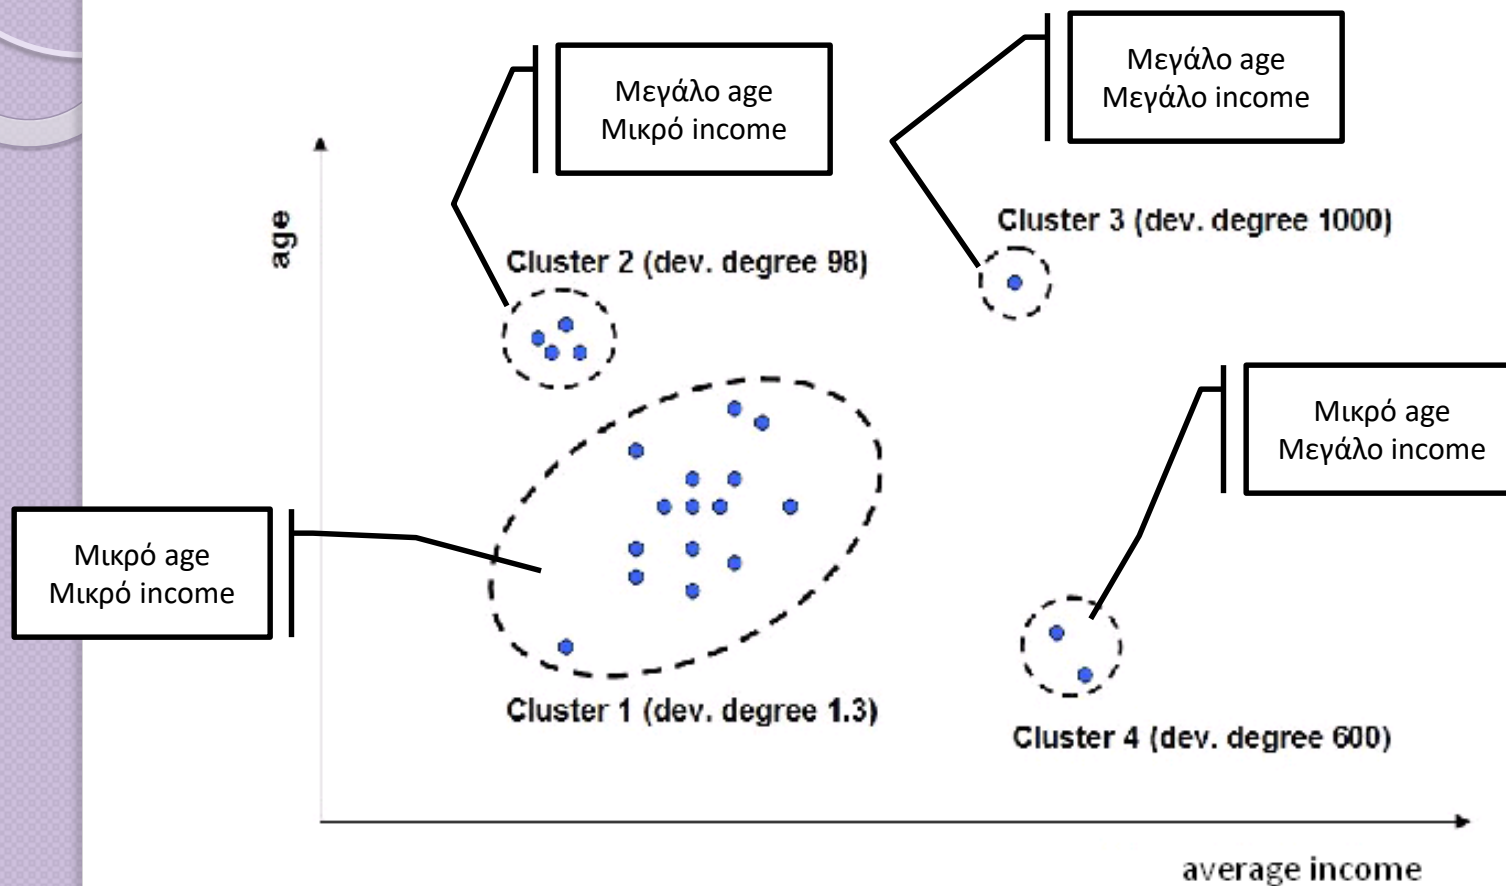 Μεγάλο age
Μεγάλο income
Μεγάλο age
Μικρό income
age
Cluster 3 (dev. degree 1000)
Cluster 2 (dev. degree 98)
Μικρό age
Μεγάλο income
Μικρό age
Μικρό income
Cluster 1 (dev. degree 1.3)
Cluster 4 (dev. degree 600)
average income